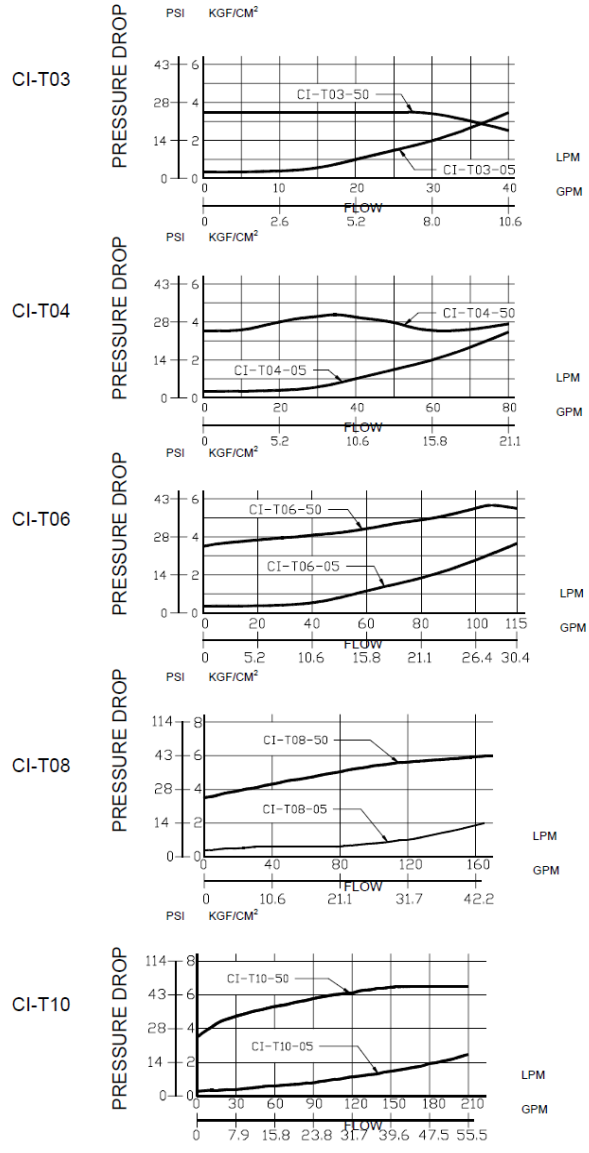 PSI KGF/CM²
CI-T03
PRESSURE DROP
43 6
28 4
14 2
0 0
CI-T03-50
CI-T03-05
0 10 20 30 40
LPM
GPM
FLOW
0 2.6 5.2 8.0 10.6
PSI KGF/CM²
CI-T04
PRESSURE DROP
43 6
28 4
14 2
0 0
CI-T04-50
CI-T04-05
0 20 40 60 80
LPM
GPM
FLOW
0 5.2 10.6 15.8 21.1
PSI KGF/CM²
CI-T06
PRESSURE DROP
43 6
28 4
14 2
0 0
CI-T06-50
CI-T06-05
0 20 40 60 80 100 115
LPM
GPM
FLOW
0 5.2 10.6 15.8 21.1 26.4 30.4
PSI KGF/CM²
CI-T08
PRESSURE DROP
114 8
43 6
28 4
14 2
0 0
CI-T08-50
CI-T08-05
0 40 80 120 160
LPM
GPM
FLOW
0 10.6 21.1 31.7 42.2
PSI KGF/CM²
CI-T10
PRESSURE DROP
114 8
43 6
28 4
14 2
0 0
CI-T10-50
CI-T10-05
0 30 60 90 120 150 180 210
LPM
GPM
FLOW
0 7.9 15.8 23.8 31.7 39.6 47.5 55.5